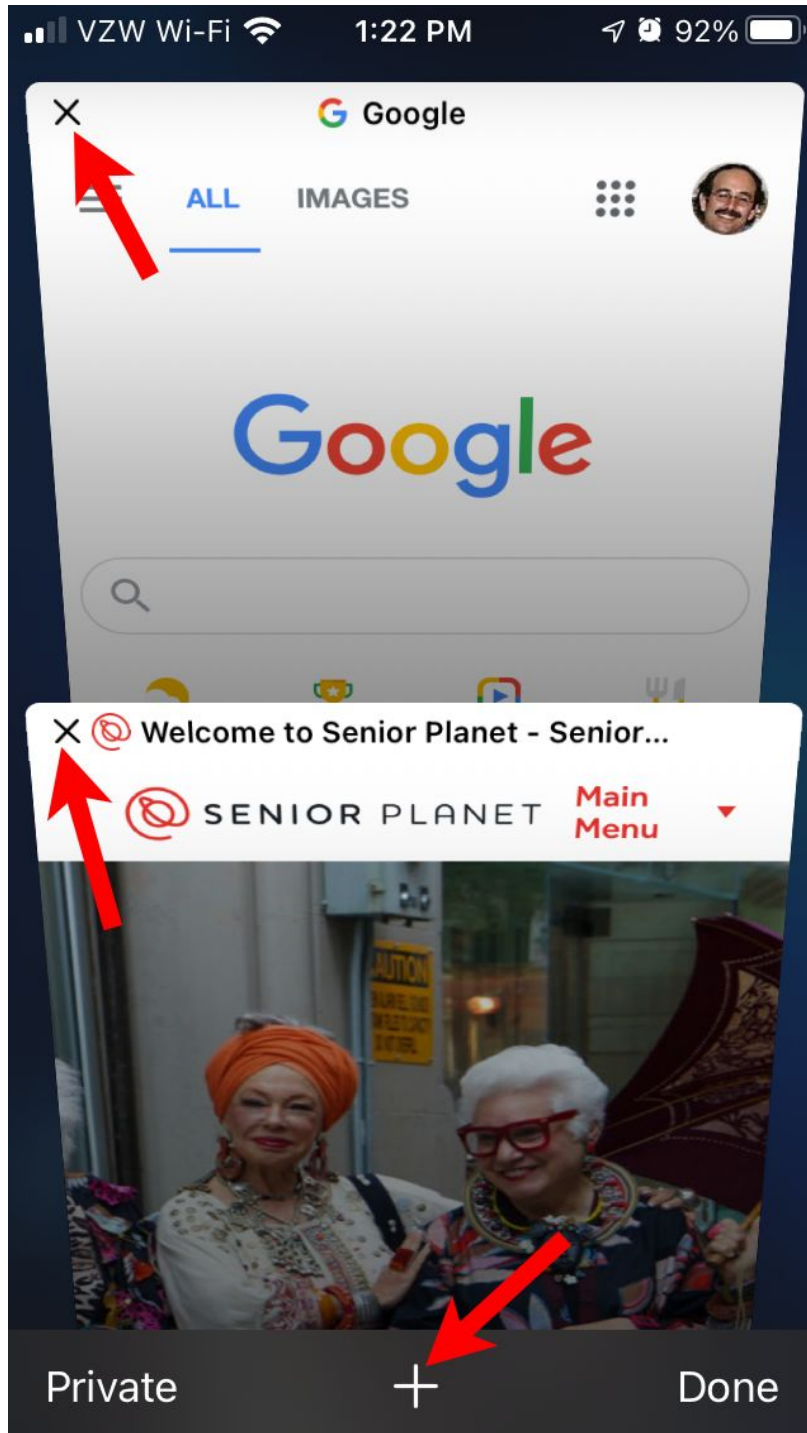 VZW Wi-Fi 1:22 PM 92%
Google
ALL IMAGES
Google
Welcome to Senior Planet - Senior...
SENIOR PLANET
Main
Menu
CAUTION
Private + Done